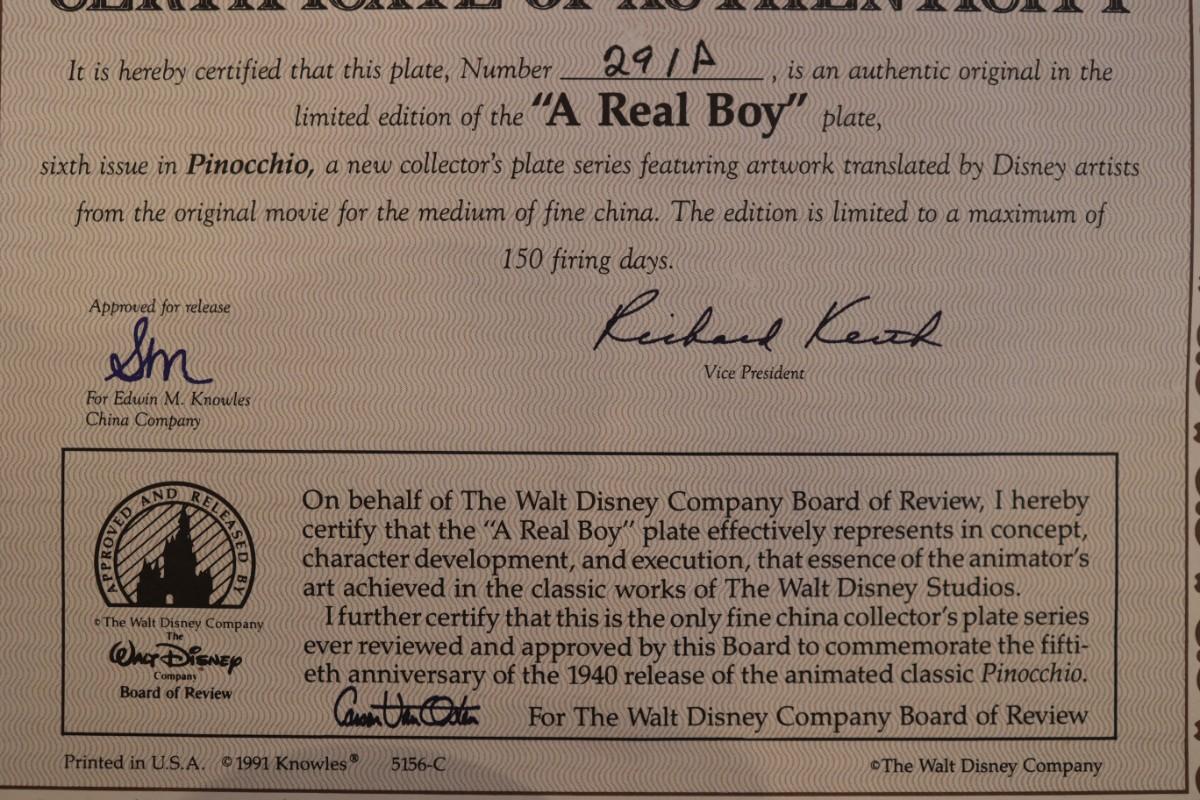 CERTIFICATE OF AUTHENTICITY
It is hereby certified that this plate, Number 291A, is an authentic original in the
limited edition of the "A Real Boy" plate,
sixth issue in Pinocchio, a new collector's plate series featuring artwork translated by Disney artists
from the original movie for the medium of fine china. The edition is limited to a maximum of
150 firing days.
Approved for release
SM
For Edwin M. Knowles
China Company
Richard Keith
Vice President
APPROVED AND RELEASED BY
©The Walt Disney Company
The
Walt Disney
Company
Board of Review
On behalf of The Walt Disney Company Board of Review, I hereby
certify that the "A Real Boy" plate effectively represents in concept,
character development, and execution, that essence of the animator's
art achieved in the classic works of The Walt Disney Studios.
I further certify that this is the only fine china collector's plate series
ever reviewed and approved by this Board to commemorate the fifti-
eth anniversary of the 1940 release of the animated classic Pinocchio.
Carson Van Osten For The Walt Disney Company Board of Review
Printed in U.S.A. ©1991 Knowles® 5156-C ©The Walt Disney Company